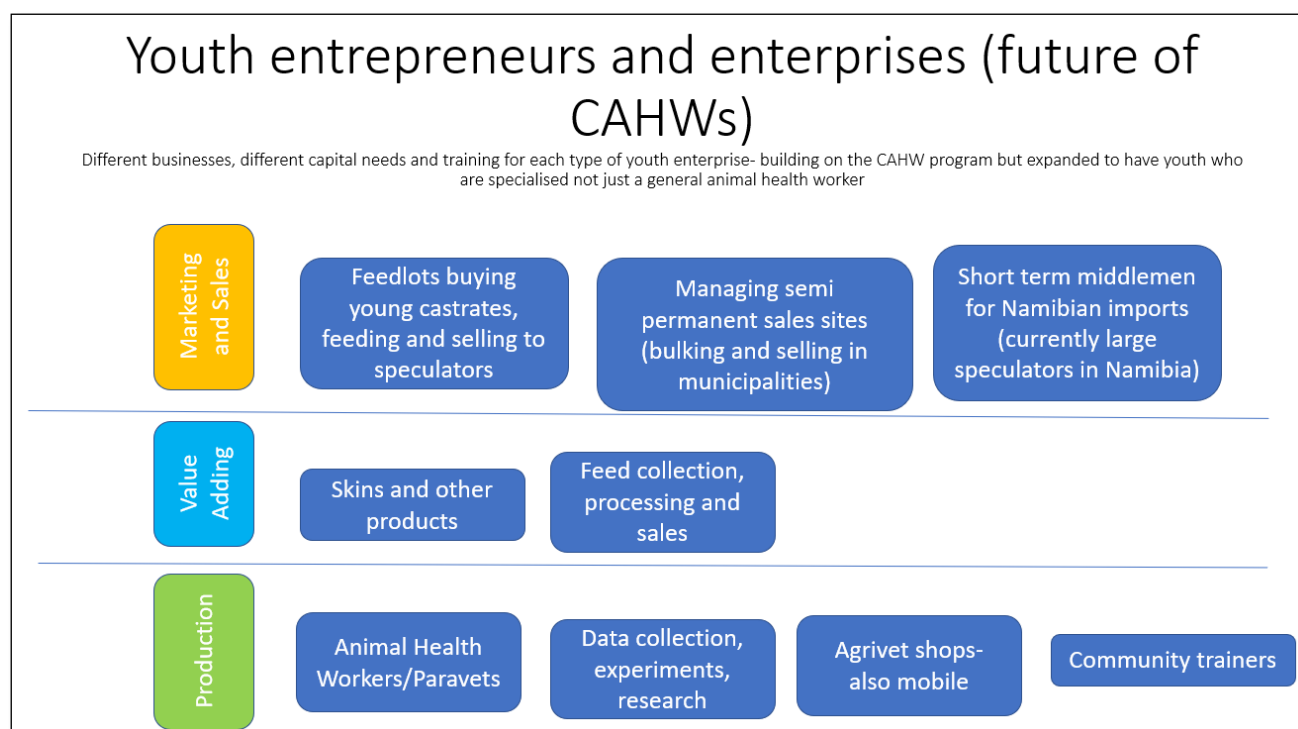 Youth entrepreneurs and enterprises (future of
CAHWs)
Different businesses, different capital needs and training for each type of youth enterprise- building on the CAHW program but expanded to have youth who
are specialised not just a general animal health worker
Marketing
and Sales
Feedlots buying
young castrates,
feeding and selling to
speculators
Managing semi
permanent sales sites
(bulking and selling in
municipalities)
Short term middlemen
for Namibian imports
(currently large
speculators in Namibia)
Value
Adding
Skins and other
products
Feed collection,
processing and
sales
Production
Animal Health
Workers/Paravets
Data collection,
experiments,
research
Agrivet shops-
also mobile
Community trainers